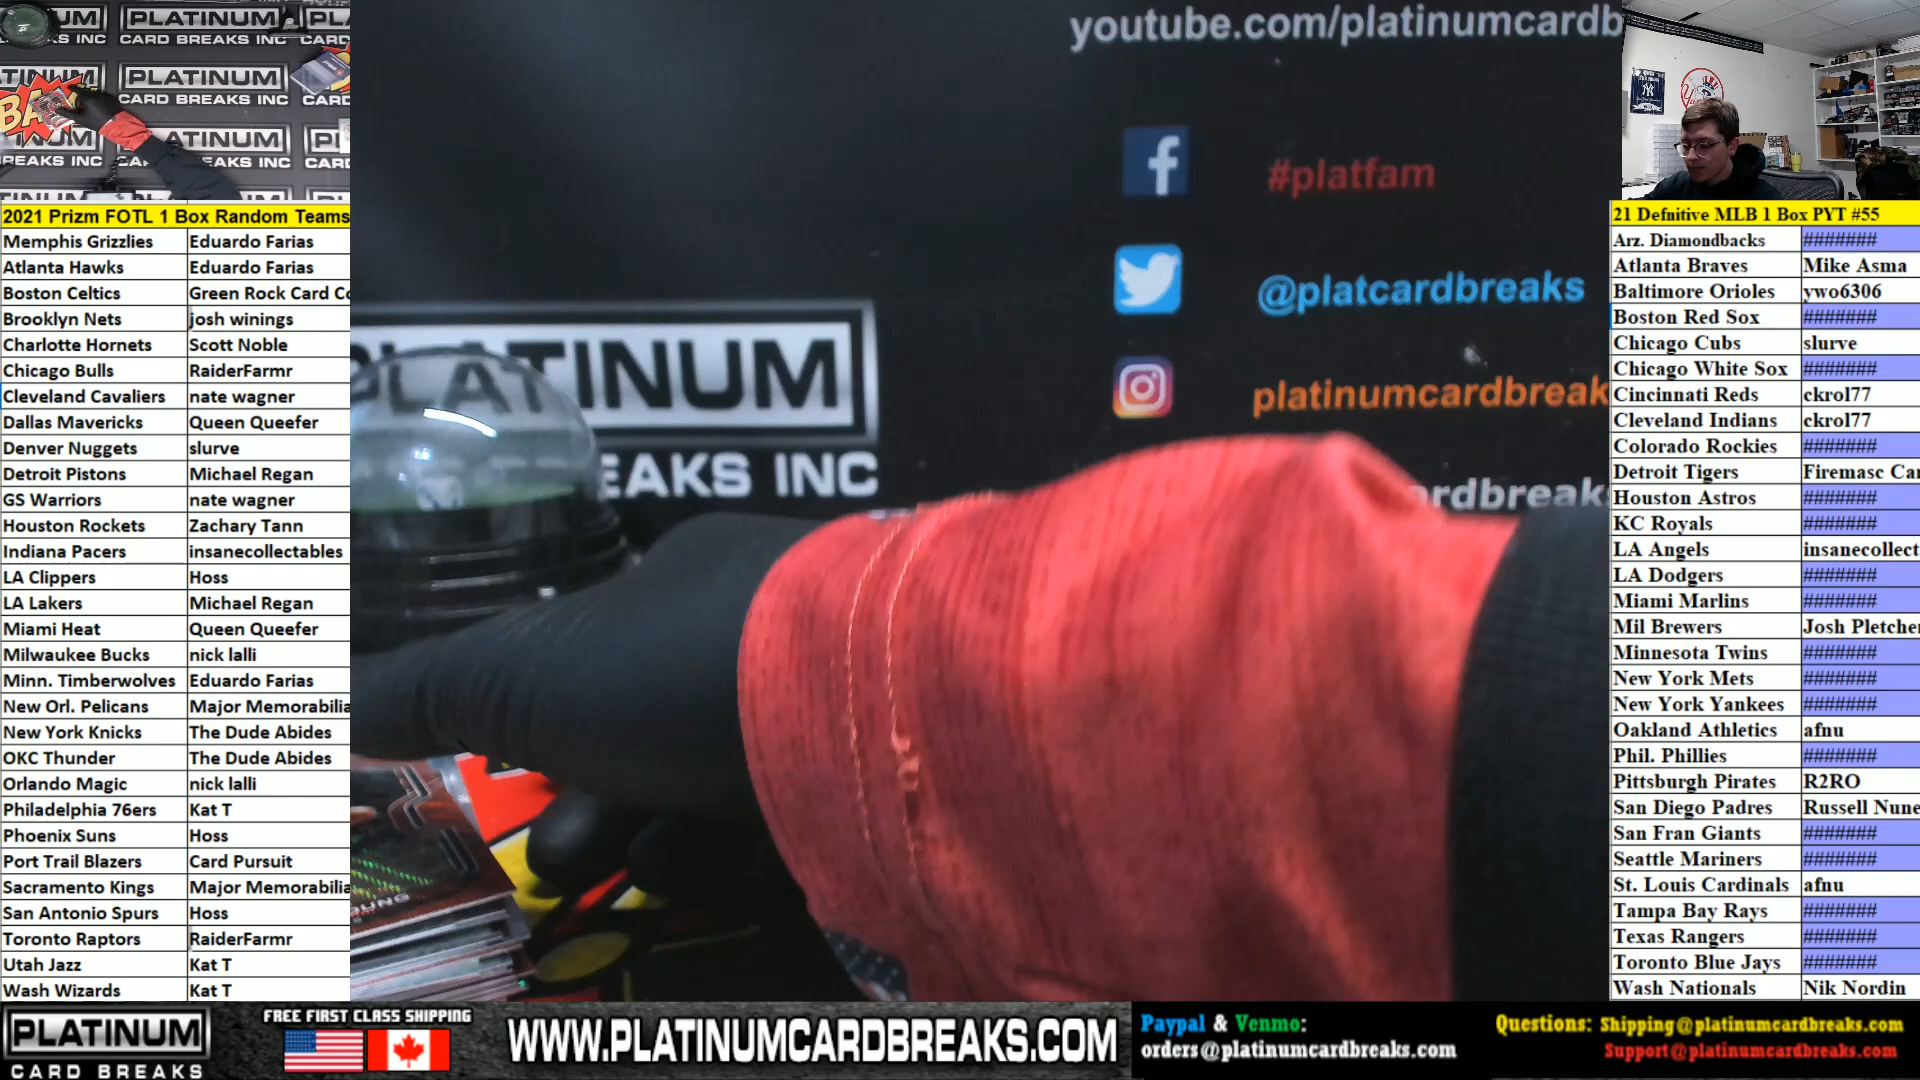 PLATINUM
CARD BREAKS INC
youtube.com/platinumcardb
#platfam
@platcardbreaks
platinumcardbreak
ardbreaks
PLATINUM
EAKS INC
2021 Prizm FOTL 1 Box Random Teams
Memphis Grizzlies Eduardo Farias
Atlanta Hawks Eduardo Farias
Boston Celtics Green Rock Card Co
Brooklyn Nets josh winings
Charlotte Hornets Scott Noble
Chicago Bulls RaiderFarmr
Cleveland Cavaliers nate wagner
Dallas Mavericks Queen Queefer
Denver Nuggets slurve
Detroit Pistons Michael Regan
GS Warriors nate wagner
Houston Rockets Zachary Tann
Indiana Pacers insanecollectables
LA Clippers Hoss
LA Lakers Michael Regan
Miami Heat Queen Queefer
Milwaukee Bucks nick lalli
Minn. Timberwolves Eduardo Farias
New Orl. Pelicans Major Memorabilia
New York Knicks The Dude Abides
OKC Thunder The Dude Abides
Orlando Magic nick lalli
Philadelphia 76ers Kat T
Phoenix Suns Hoss
Port Trail Blazers Card Pursuit
Sacramento Kings Major Memorabilia
San Antonio Spurs Hoss
Toronto Raptors RaiderFarmr
Utah Jazz Kat T
Wash Wizards Kat T
21 Defnitive MLB 1 Box PYT #55
Arz. Diamondbacks #######
Atlanta Braves Mike Asma
Baltimore Orioles ywo6306
Boston Red Sox #######
Chicago Cubs slurve
Chicago White Sox #######
Cincinnati Reds ckrol77
Cleveland Indians ckrol77
Colorado Rockies #######
Detroit Tigers Firemasc Car
Houston Astros #######
KC Royals #######
LA Angels insanecollect
LA Dodgers #######
Miami Marlins #######
Mil Brewers Josh Pletcher
Minnesota Twins #######
New York Mets #######
New York Yankees #######
Oakland Athletics afnu
Phil. Phillies #######
Pittsburgh Pirates R2RO
San Diego Padres Russell Nune
San Fran Giants #######
Seattle Mariners #######
St. Louis Cardinals afnu
Tampa Bay Rays #######
Texas Rangers #######
Toronto Blue Jays #######
Wash Nationals Nik Nordin
PLATINUM
CARD BREAKS
FREE FIRST CLASS SHIPPING
WWW.PLATINUMCARDBREAKS.COM
Paypal & Venmo:
orders@platinumcardbreaks.com
Questions: Shipping@platinumcardbreaks.com
Support@platinumcardbreaks.com